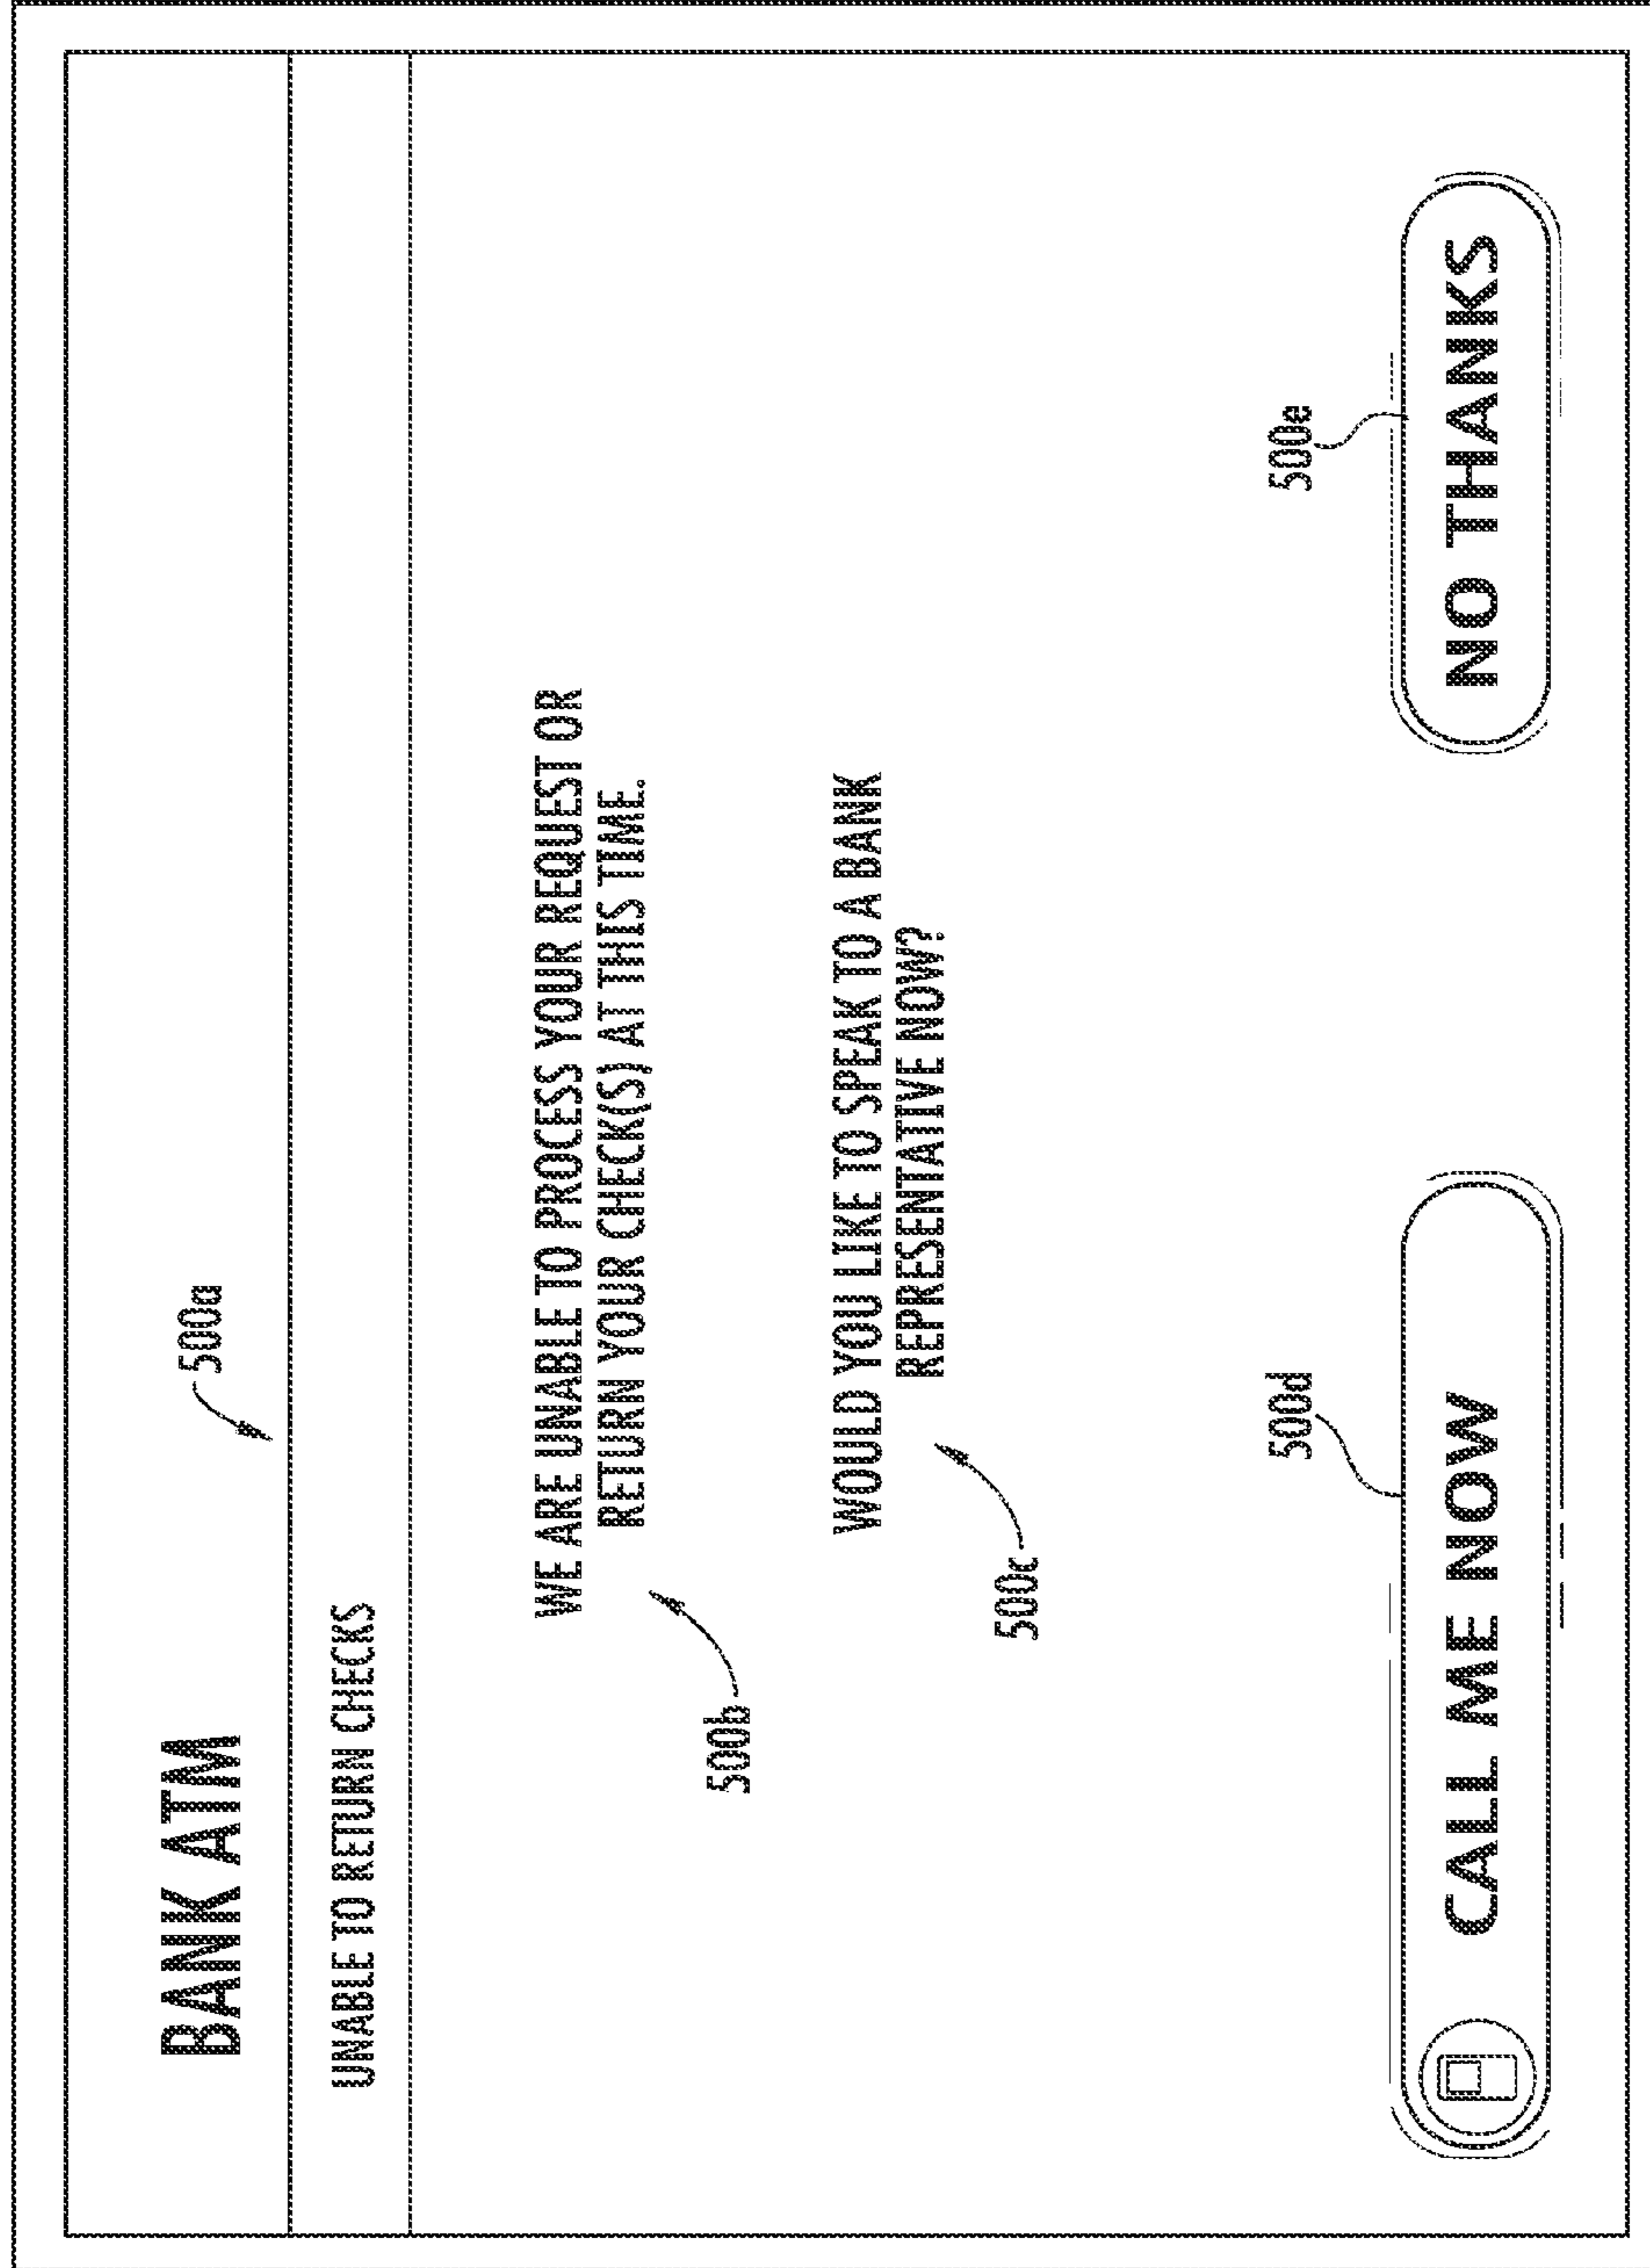 BANK ATM
500a
UNABLE TO RETURN CHECKS
WE ARE UNABLE TO PROCESS YOUR REQUEST OR
RETURN YOUR CHECK(S) AT THIS TIME.
500b
WOULD YOU LIKE TO SPEAK TO A BANK
REPRESENTATIVE NOW?
500c
500d
500e
CALL ME NOW
NO THANKS